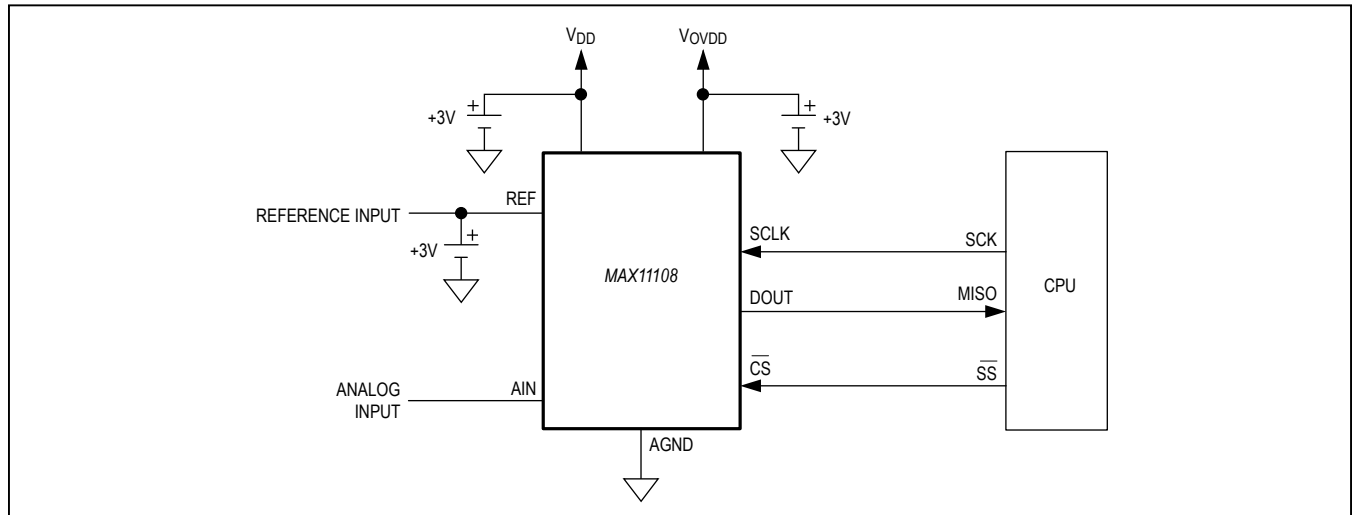 VDD
VOVDD
+
+3V
+
+3V
REF
REFERENCE INPUT
+
+3V
SCLK
SCK
MAX11108
DOUT
MISO
CPU
CS
SS
ANALOG
INPUT
AIN
AGND